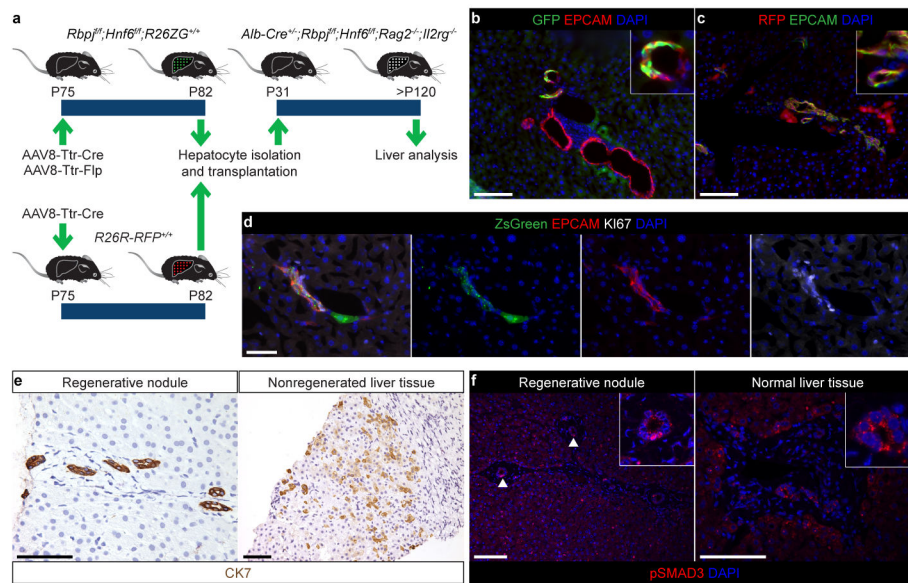 a
Rbpjf/f;Hnf6f/f;R26ZG+/+
Alb-Cre+/-;Rbpjf/f;Hnf6f/f;Rag2-/-;Il2rg-/-
P75
P82
P31
>P120
AAV8-Ttr-Cre
AAV8-Ttr-Flp
Hepatocyte isolation
and transplantation
Liver analysis
AAV8-Ttr-Cre
R26R-RFP+/+
P75
P82
b
GFP EPCAM DAPI
c
RFP EPCAM DAPI
d
ZsGreen EPCAM KI67 DAPI
e
Regenerative nodule
Nonregenerated liver tissue
CK7
f
Regenerative nodule
Normal liver tissue
pSMAD3 DAPI